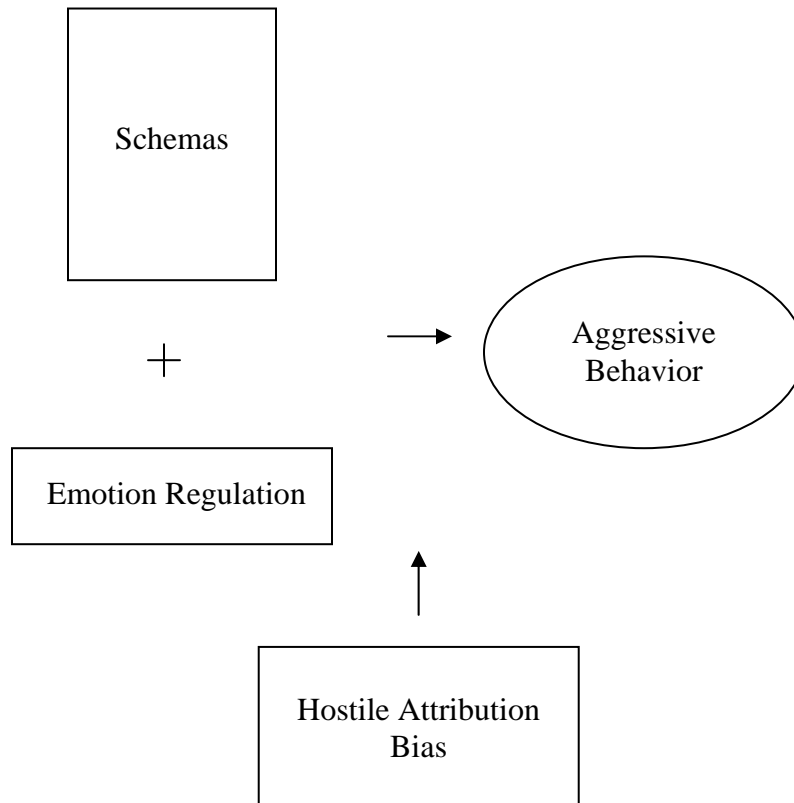 Schemas
Aggressive
Behavior
Emotion Regulation
Hostile Attribution
Bias